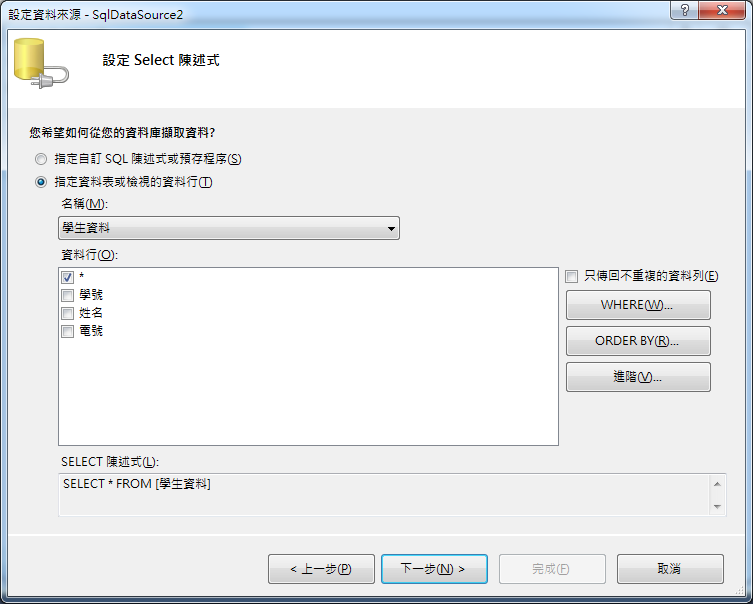 設定資料來源 - SqlDataSource2
設定 Select 陳述式
您希望如何從您的資料庫擷取資料?
指定自訂 SQL 陳述式或預存程序(S)
指定資料表或檢視的資料行(T)
名稱(M):
學生資料
資料行(O):
*
只傳回不重複的資料列(E)
學號
WHERE(W)...
姓名
電號
ORDER BY(R)...
進階(V)...
SELECT 陳述式(L):
SELECT * FROM [學生資料]
< 上一步(P)
下一步(N) >
完成(F)
取消